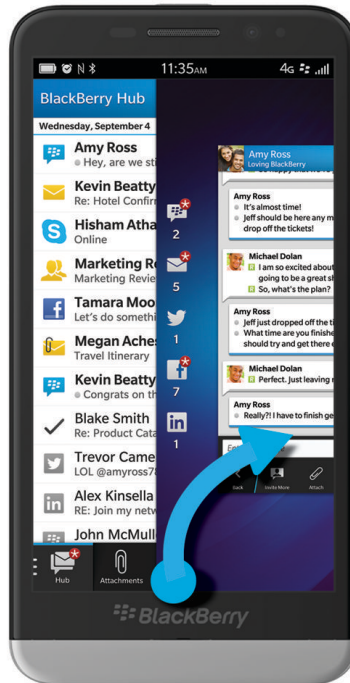 11:35AM
4G
BlackBerry Hub
Wednesday, September 4
Amy Ross
Hey, are we sti
Kevin Beatty
Re: Hotel Confirm
Hisham Atha
Online
Marketing Re
Marketing Revie
Tamara Moo
Let's do somethi
Megan Aches
Travel Itinerary
Kevin Beatty
Congrats on th
Blake Smith
Re: Product Cata
Trevor Came
LOL @amyross78
Alex Kinsella
RE: Join my netw
John McMull
Hub
Attachments
2
5
1
7
1
Amy Ross
Loving BlackBerry
Amy Ross
It's almost time!
Jeff should be here any m
drop off the tickets!
Michael Dolan
I am so excited about
going to be a great s
So, what's the plan?
Amy Ross
Jeff just dropped off the ti
What time are you finishe
should try and get there e
Michael Dolan
Perfect. Just leaving
Amy Ross
Really?! I have to finish ge
Back
Invite More
Attach
BlackBerry